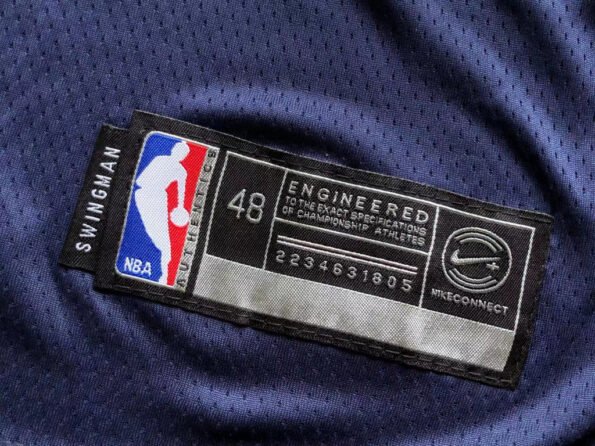 SWINGMAN
NBA
AUTHENTICS
48
ENGINEERED
TO THE EXACT SPECIFICATIONS
OF CHAMPIONSHIP ATHLETES
2234631805
NIKECONNECT